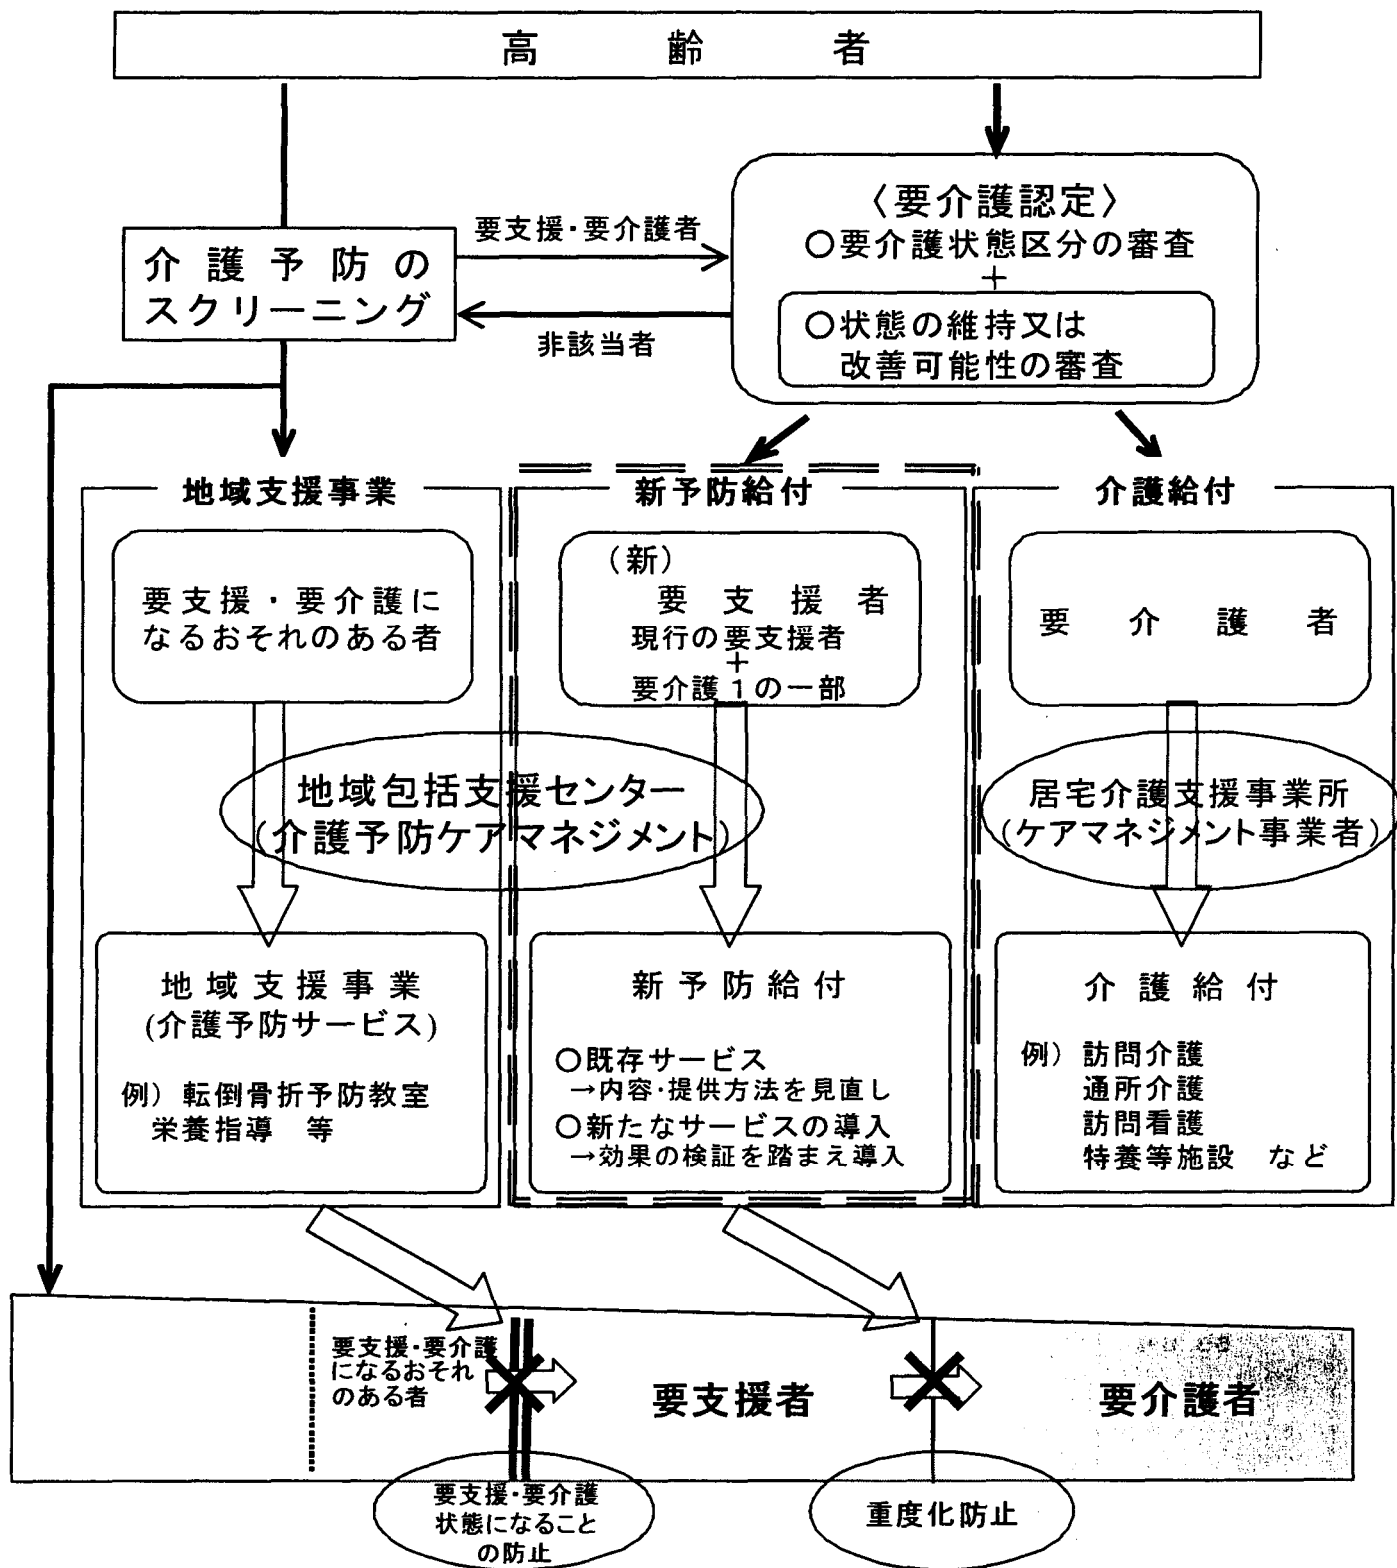 高齢者
〈要介護認定〉
○要介護状態区分の審査
+
○状態の維持又は
改善可能性の審査
要支援・要介護者
介護予防の
スクリーニング
非該当者
地域支援事業
新予防給付
介護給付
要支援・要介護に
なるおそれのある者
(新)
要支援者
現行の要支援者
+
要介護1の一部
要介護者
地域包括支援センター
(介護予防ケアマネジメント)
居宅介護支援事業所
(ケアマネジメント事業者)
地域支援事業
(介護予防サービス)
例)転倒骨折予防教室
栄養指導 等
新予防給付
○既存サービス
→内容・提供方法を見直し
○新たなサービスの導入
→効果の検証を踏まえ導入
介護給付
例)訪問介護
通所介護
訪問看護
特養等施設 など
要支援・要介護
になるおそれ
のある者
要支援者
要介護者
要支援・要介護
状態になること
の防止
重度化防止